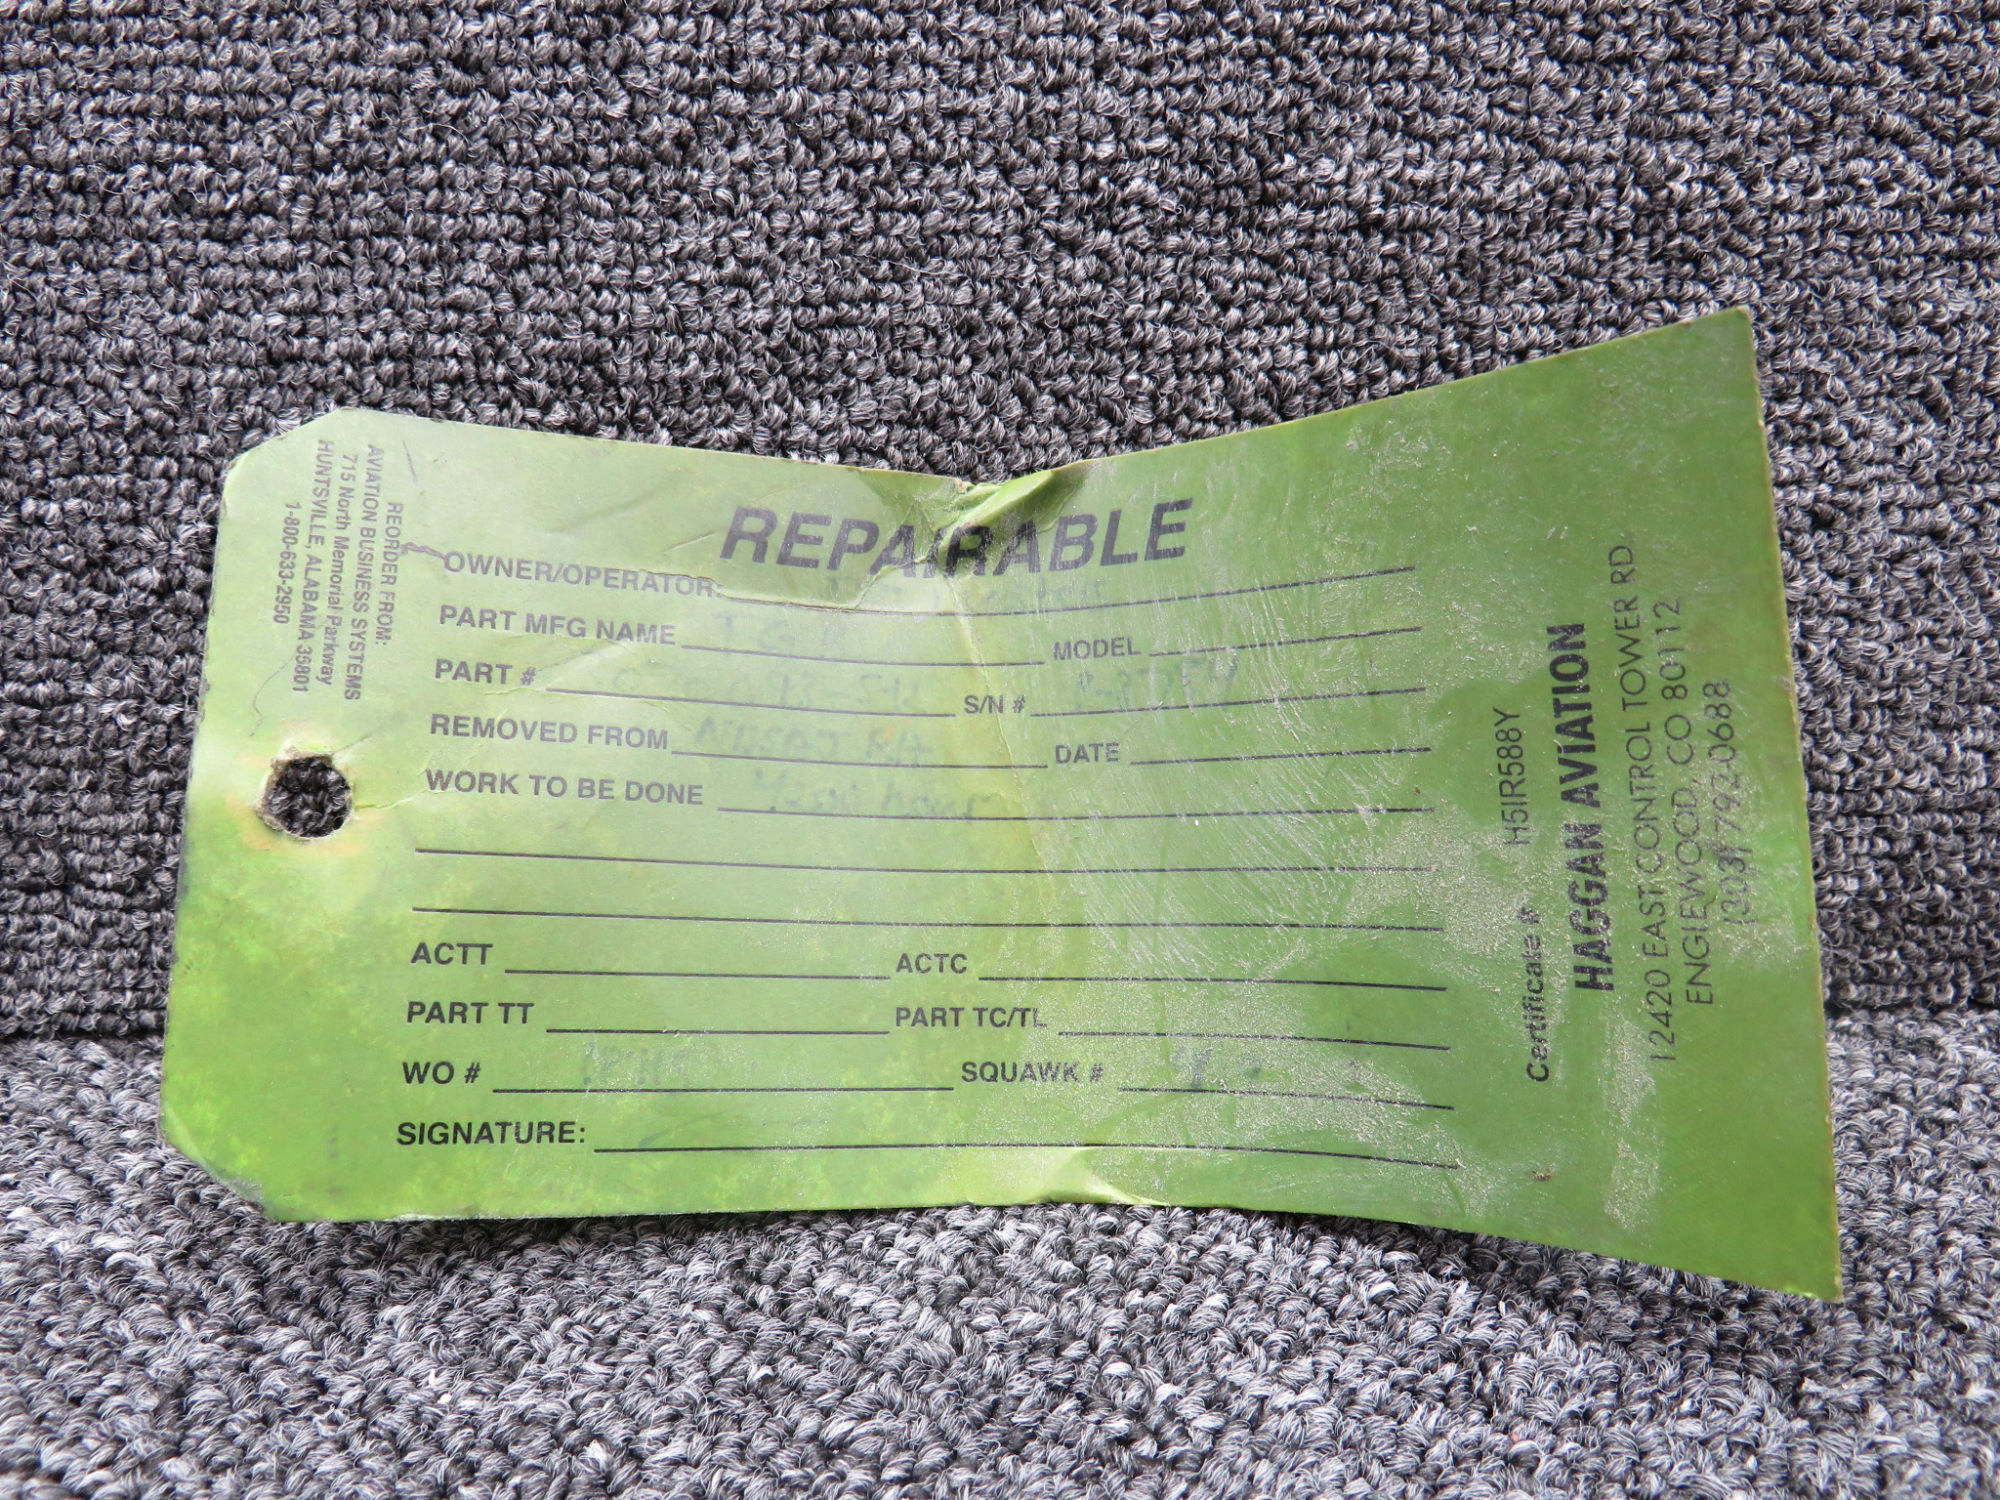 REPAIRABLE
OWNER/OPERATOR:
PART MFG NAME MODEL
PART # S/N #
REMOVED FROM DATE
WORK TO BE DONE
ACTT ACTC
PART TT PART TC/TL
WO # SQUAWK #
SIGNATURE:
REORDER FROM:
AVIATION BUSINESS SYSTEMS
715 North Memorial Parkway
HUNTSVILLE, ALABAMA 35801
1-800-633-2950
Certificate # H5IR588Y
HAGGAN AVIATION
12420 EAST CONTROL TOWER RD.
ENGLEWOOD, CO 80112
(303) 792-0688